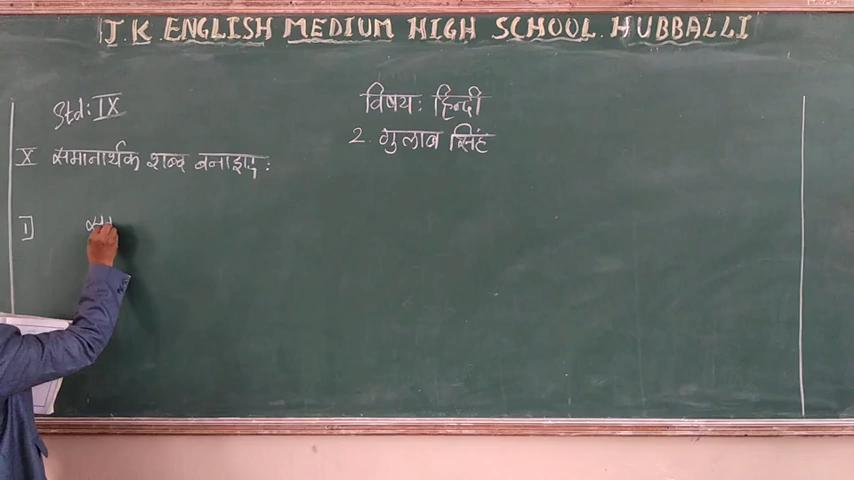 J.K. ENGLISH MEDIUM HIGH SCHOOL. HUBBALLI
Std: IX
विषय: हिन्दी
2. गुलाब सिंह
X समानार्थक शब्द बनाइए:
1]